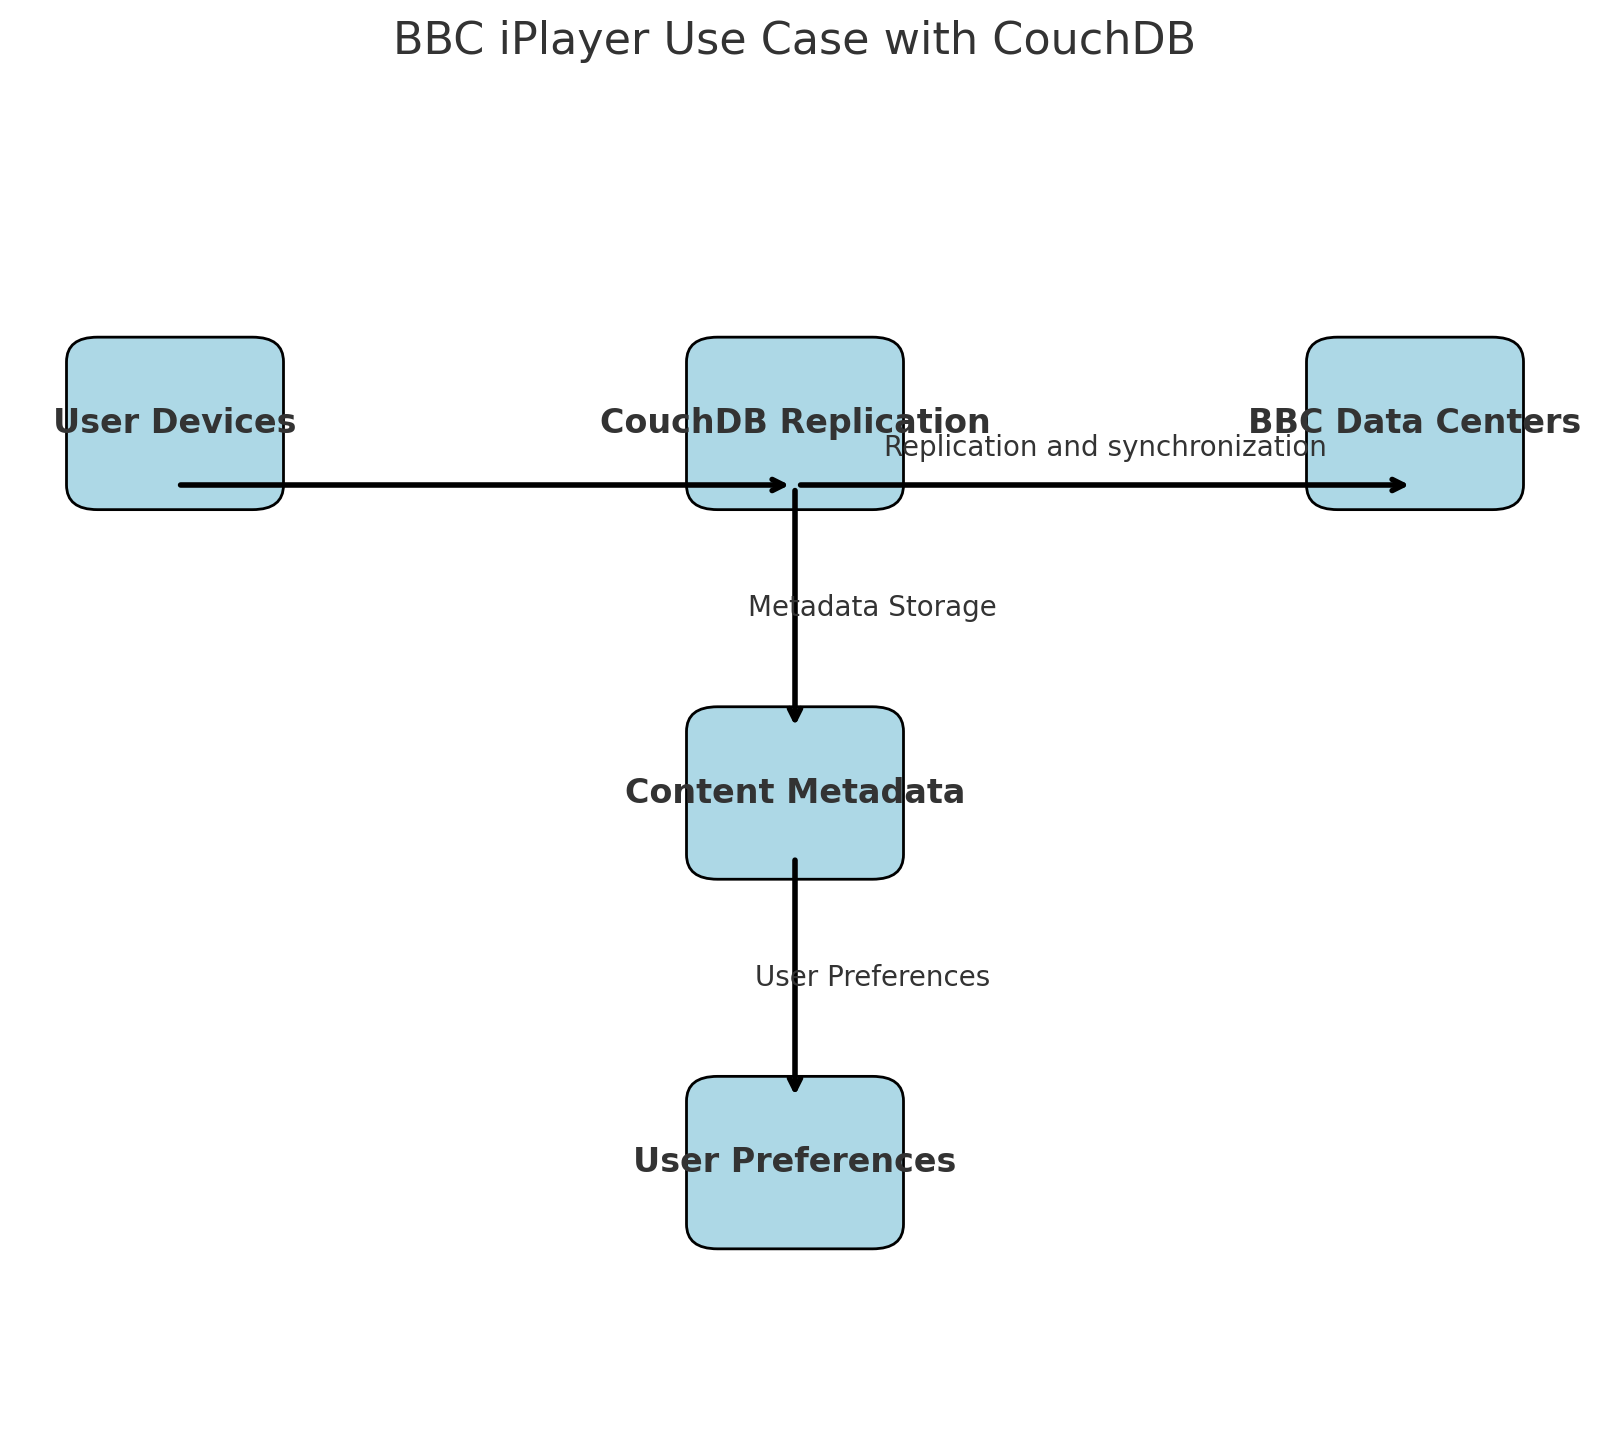 BBC iPlayer Use Case with CouchDB
User Devices
CouchDB Replication
BBC Data Centers
Replication and synchronization
Metadata Storage
Content Metadata
User Preferences
User Preferences